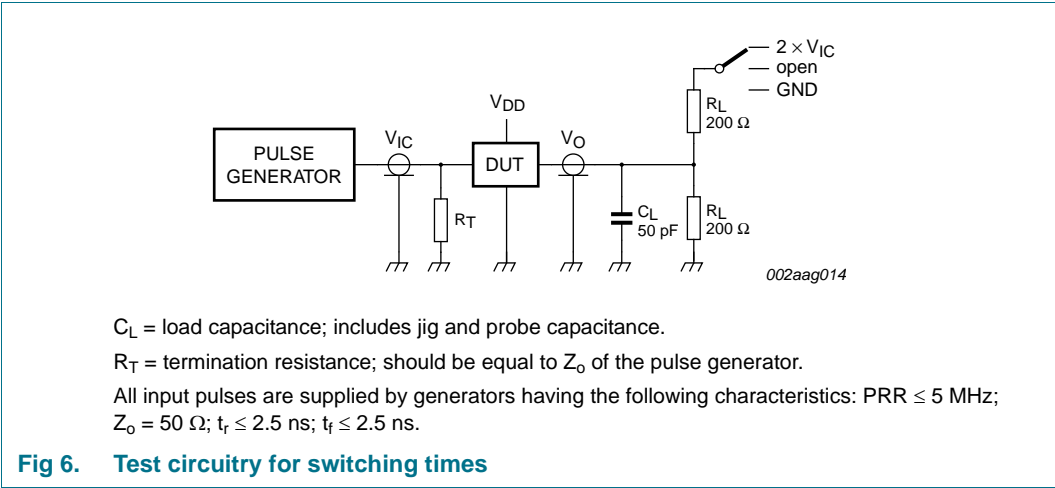 2 × VIC
open
GND
RL
200 Ω
VDD
VIC
VO
PULSE
GENERATOR
DUT
RT
CL
50 pF
RL
200 Ω
002aag014
CL = load capacitance; includes jig and probe capacitance.
RT = termination resistance; should be equal to Zo of the pulse generator.
All input pulses are supplied by generators having the following characteristics: PRR ≤ 5 MHz;
Zo = 50 Ω; tr ≤ 2.5 ns; tf ≤ 2.5 ns.
Fig 6. Test circuitry for switching times